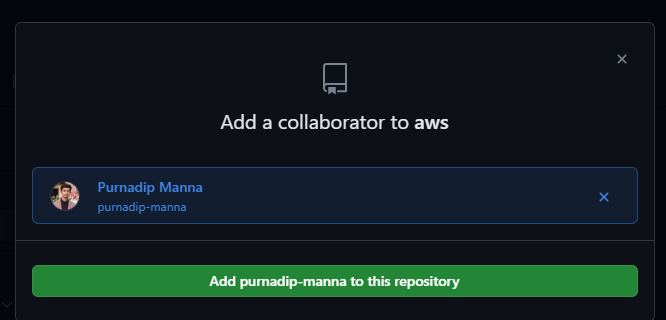 Add a collaborator to aws
Purnadip Manna
purnadip-manna
Add purnadip-manna to this repository